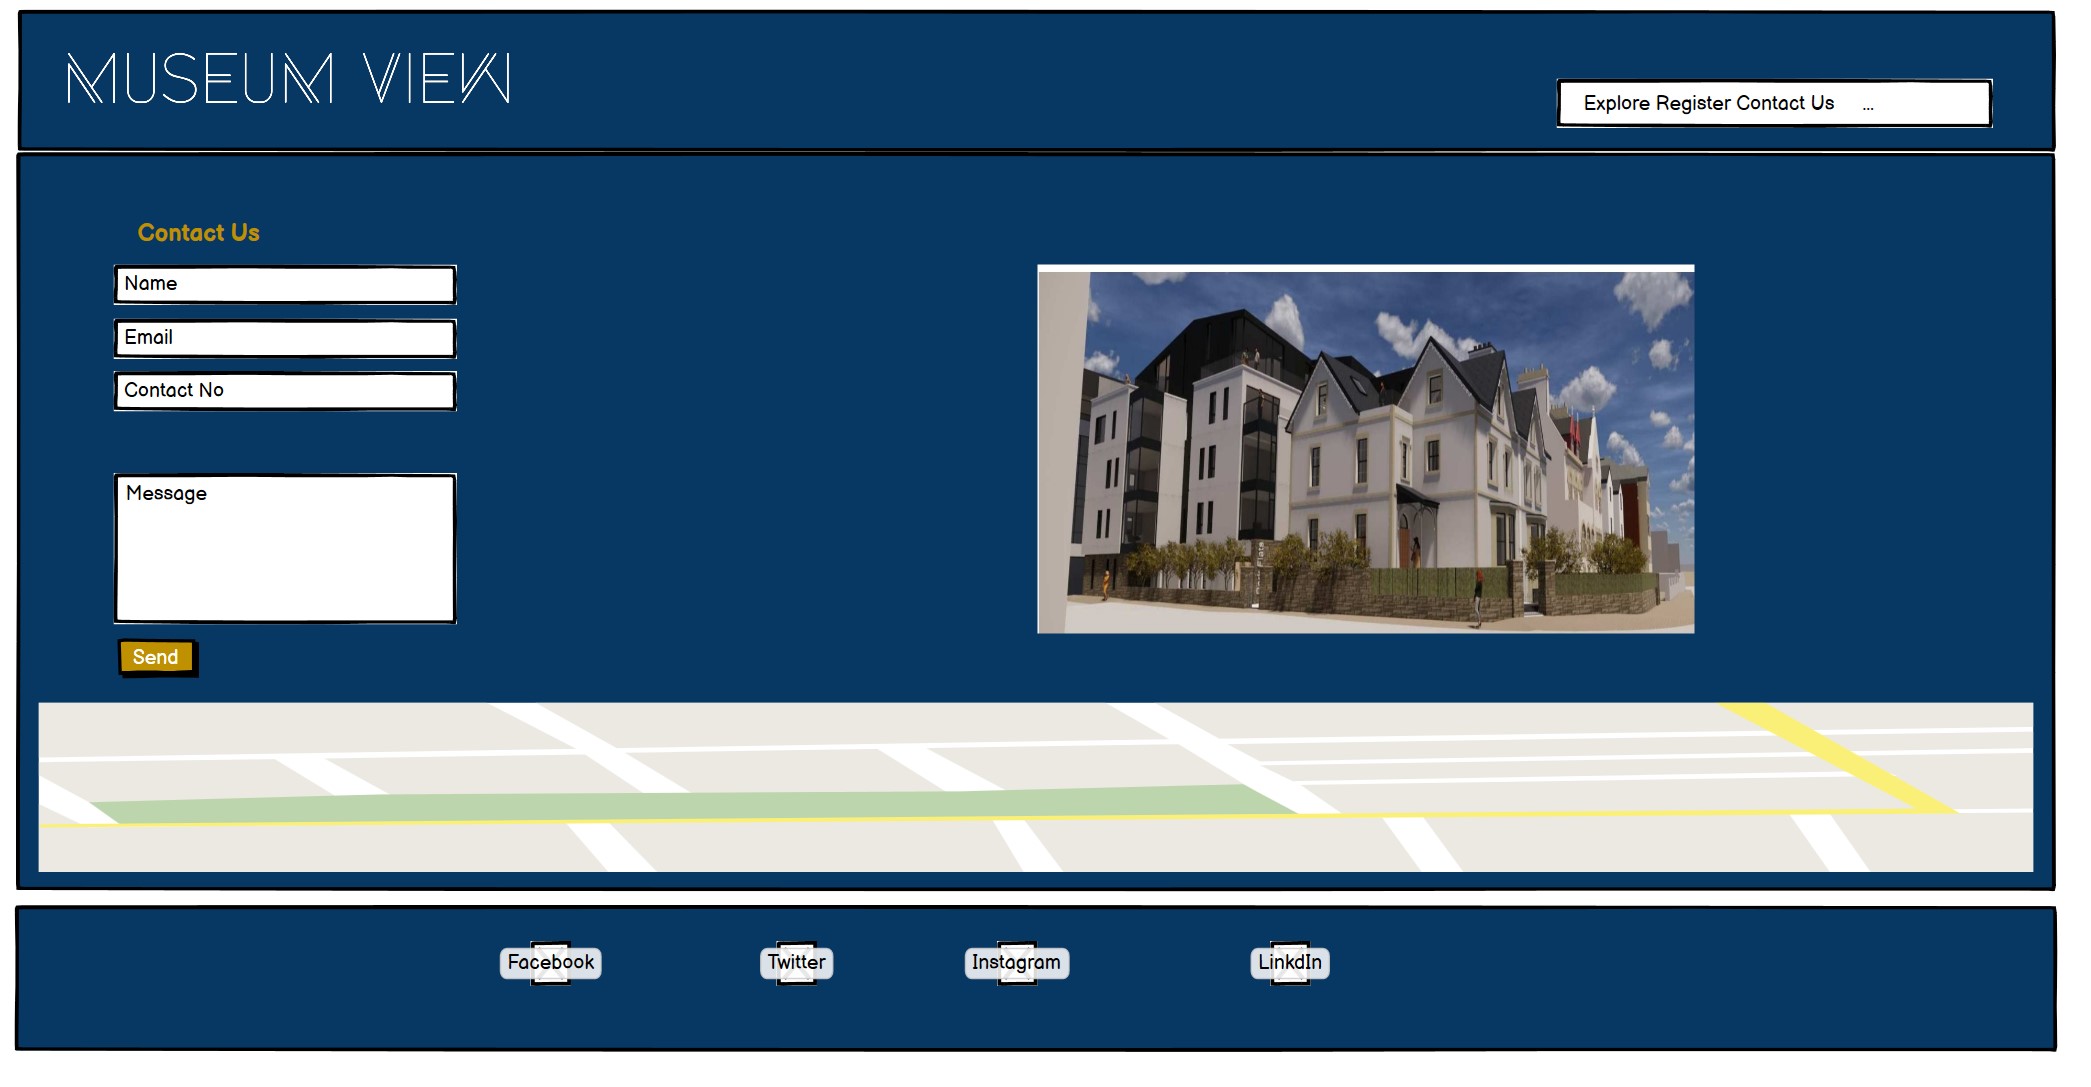 MUSEUM VIEW
Explore Register Contact Us ...
Contact Us
Name
Email
Contact No
Message
Send
Facebook Twitter Instagram LinkdIn